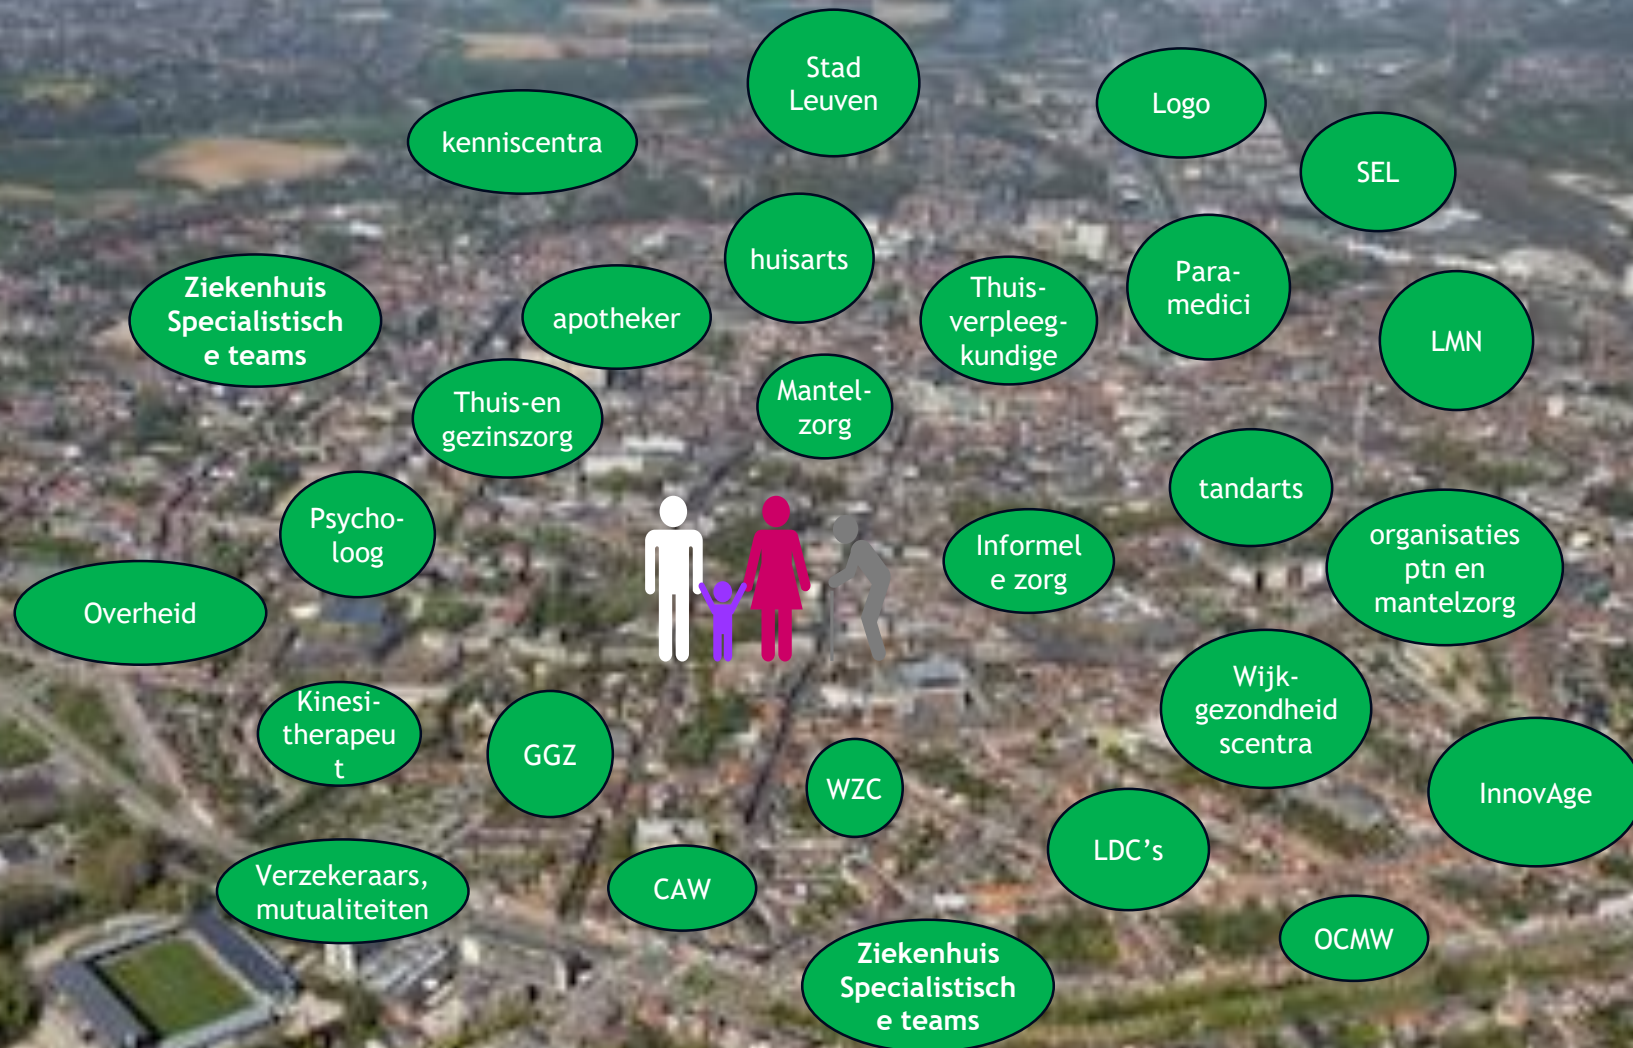 Stad
Leuven
Logo
kenniscentra
SEL
huisarts
Para-
medici
Ziekenhuis
Specialistisch
e teams
apotheker
Thuis-
verpleeg-
kundige
LMN
Thuis-en
gezinszorg
Mantel-
zorg
tandarts
Psycho-
loog
Informel
e zorg
organisaties
ptn en
mantelzorg
Overheid
Wijk-
gezondheid
scentra
Kinesi-
therapeu
t
GGZ
WZC
InnovAge
LDC's
Verzekeraars,
mutualiteiten
CAW
OCMW
Ziekenhuis
Specialistisch
e teams